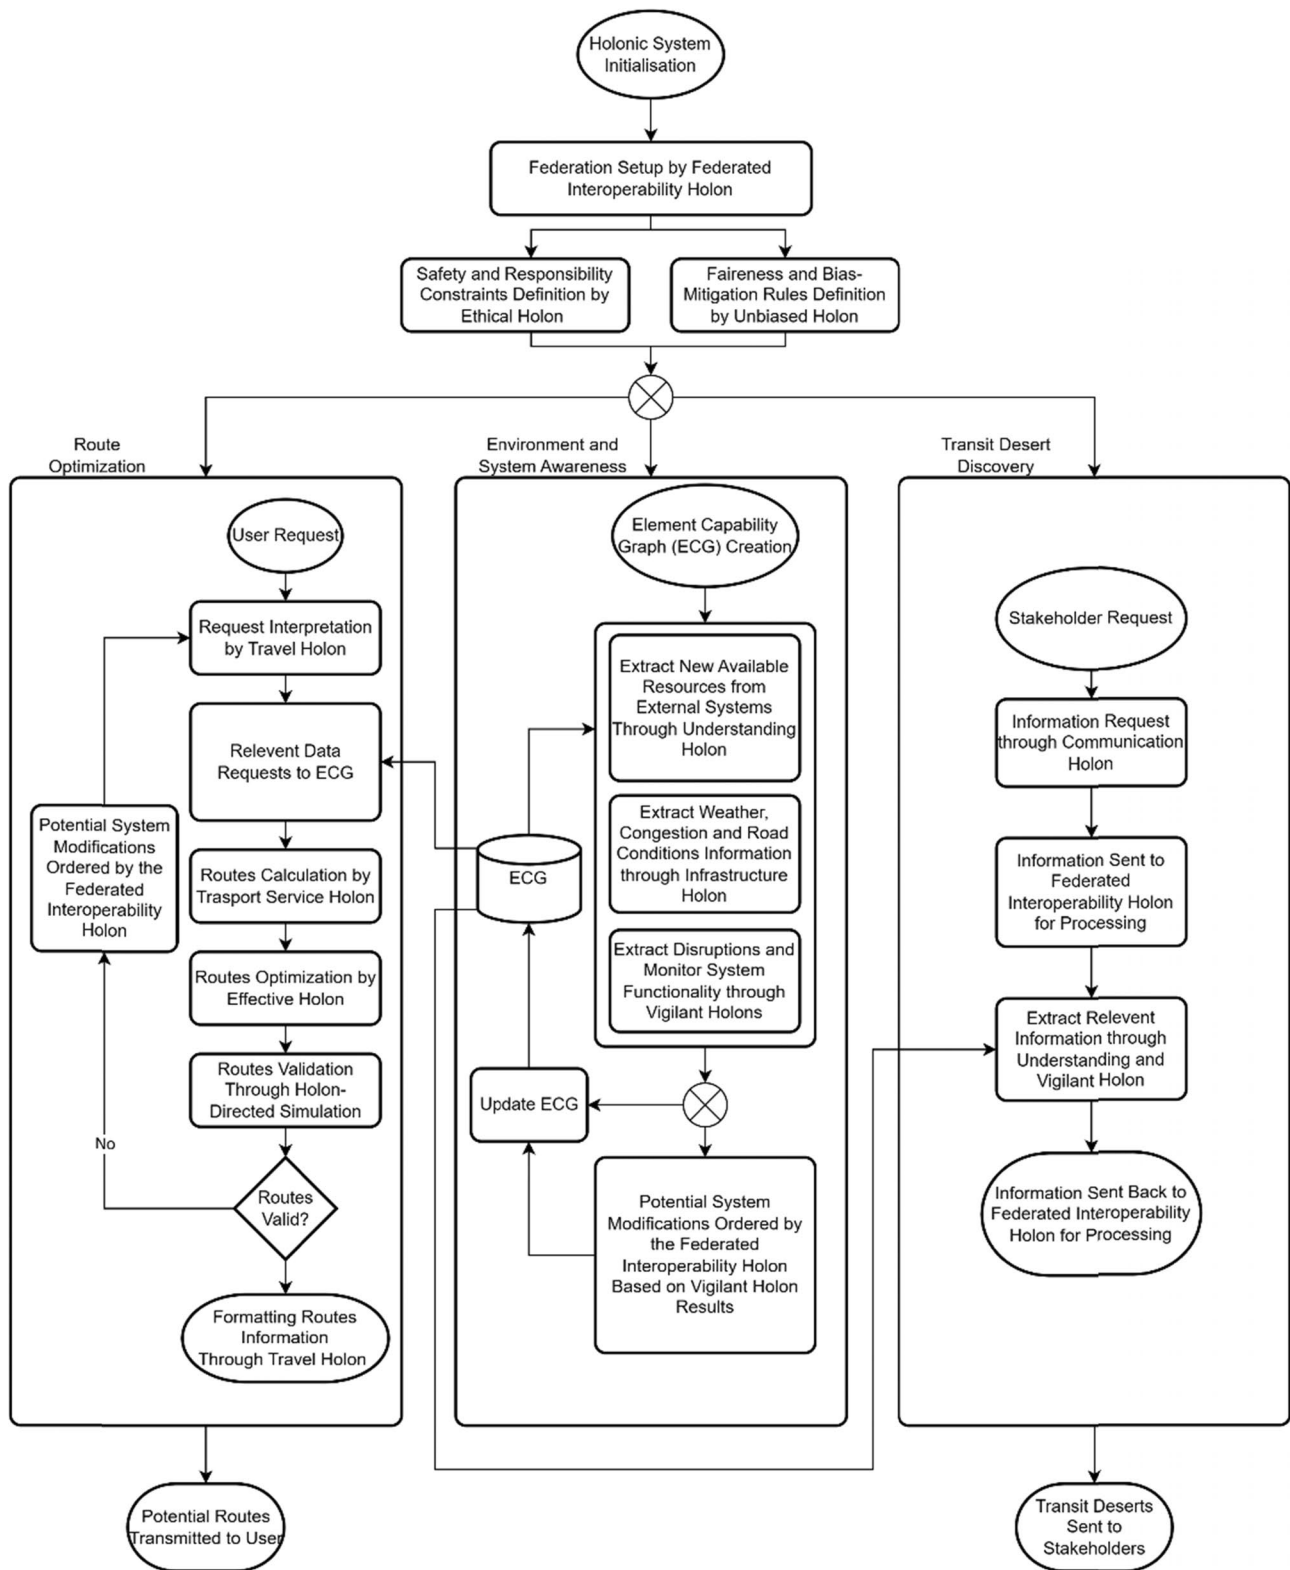 Holonic System
Initialisation
Federation Setup by Federated
Interoperability Holon
Safety and Responsibility
Constraints Definition by
Ethical Holon
Faireness and Bias-
Mitigation Rules Definition
by Unbiased Holon
Route
Optimization
User Request
Request Interpretation
by Travel Holon
Relevent Data
Requests to ECG
Potential System
Modifications
Ordered by the
Federated
Interoperability
Holon
Routes Calculation by
Trasport Service Holon
Routes Optimization by
Effective Holon
Routes Validation
Through Holon-
Directed Simulation
No
Routes
Valid?
Formatting Routes
Information
Through Travel Holon
Potential Routes
Transmitted to User
Environment and
System Awareness
Element Capability
Graph (ECG) Creation
Extract New Available
Resources from
External Systems
Through Understanding
Holon
Extract Weather,
Congestion and Road
Conditions Information
through Infrastructure
Holon
ECG
Extract Disruptions and
Monitor System
Functionality through
Vigilant Holons
Update ECG
Potential System
Modifications Ordered by
the Federated
Interoperability Holon
Based on Vigilant Holon
Results
Transit Desert
Discovery
Stakeholder Request
Information Request
through Communication
Holon
Information Sent to
Federated
Interoperability Holon
for Processing
Extract Relevent
Information through
Understanding and
Vigilant Holon
Information Sent Back to
Federated Interoperability
Holon for Processing
Transit Deserts
Sent to
Stakeholders